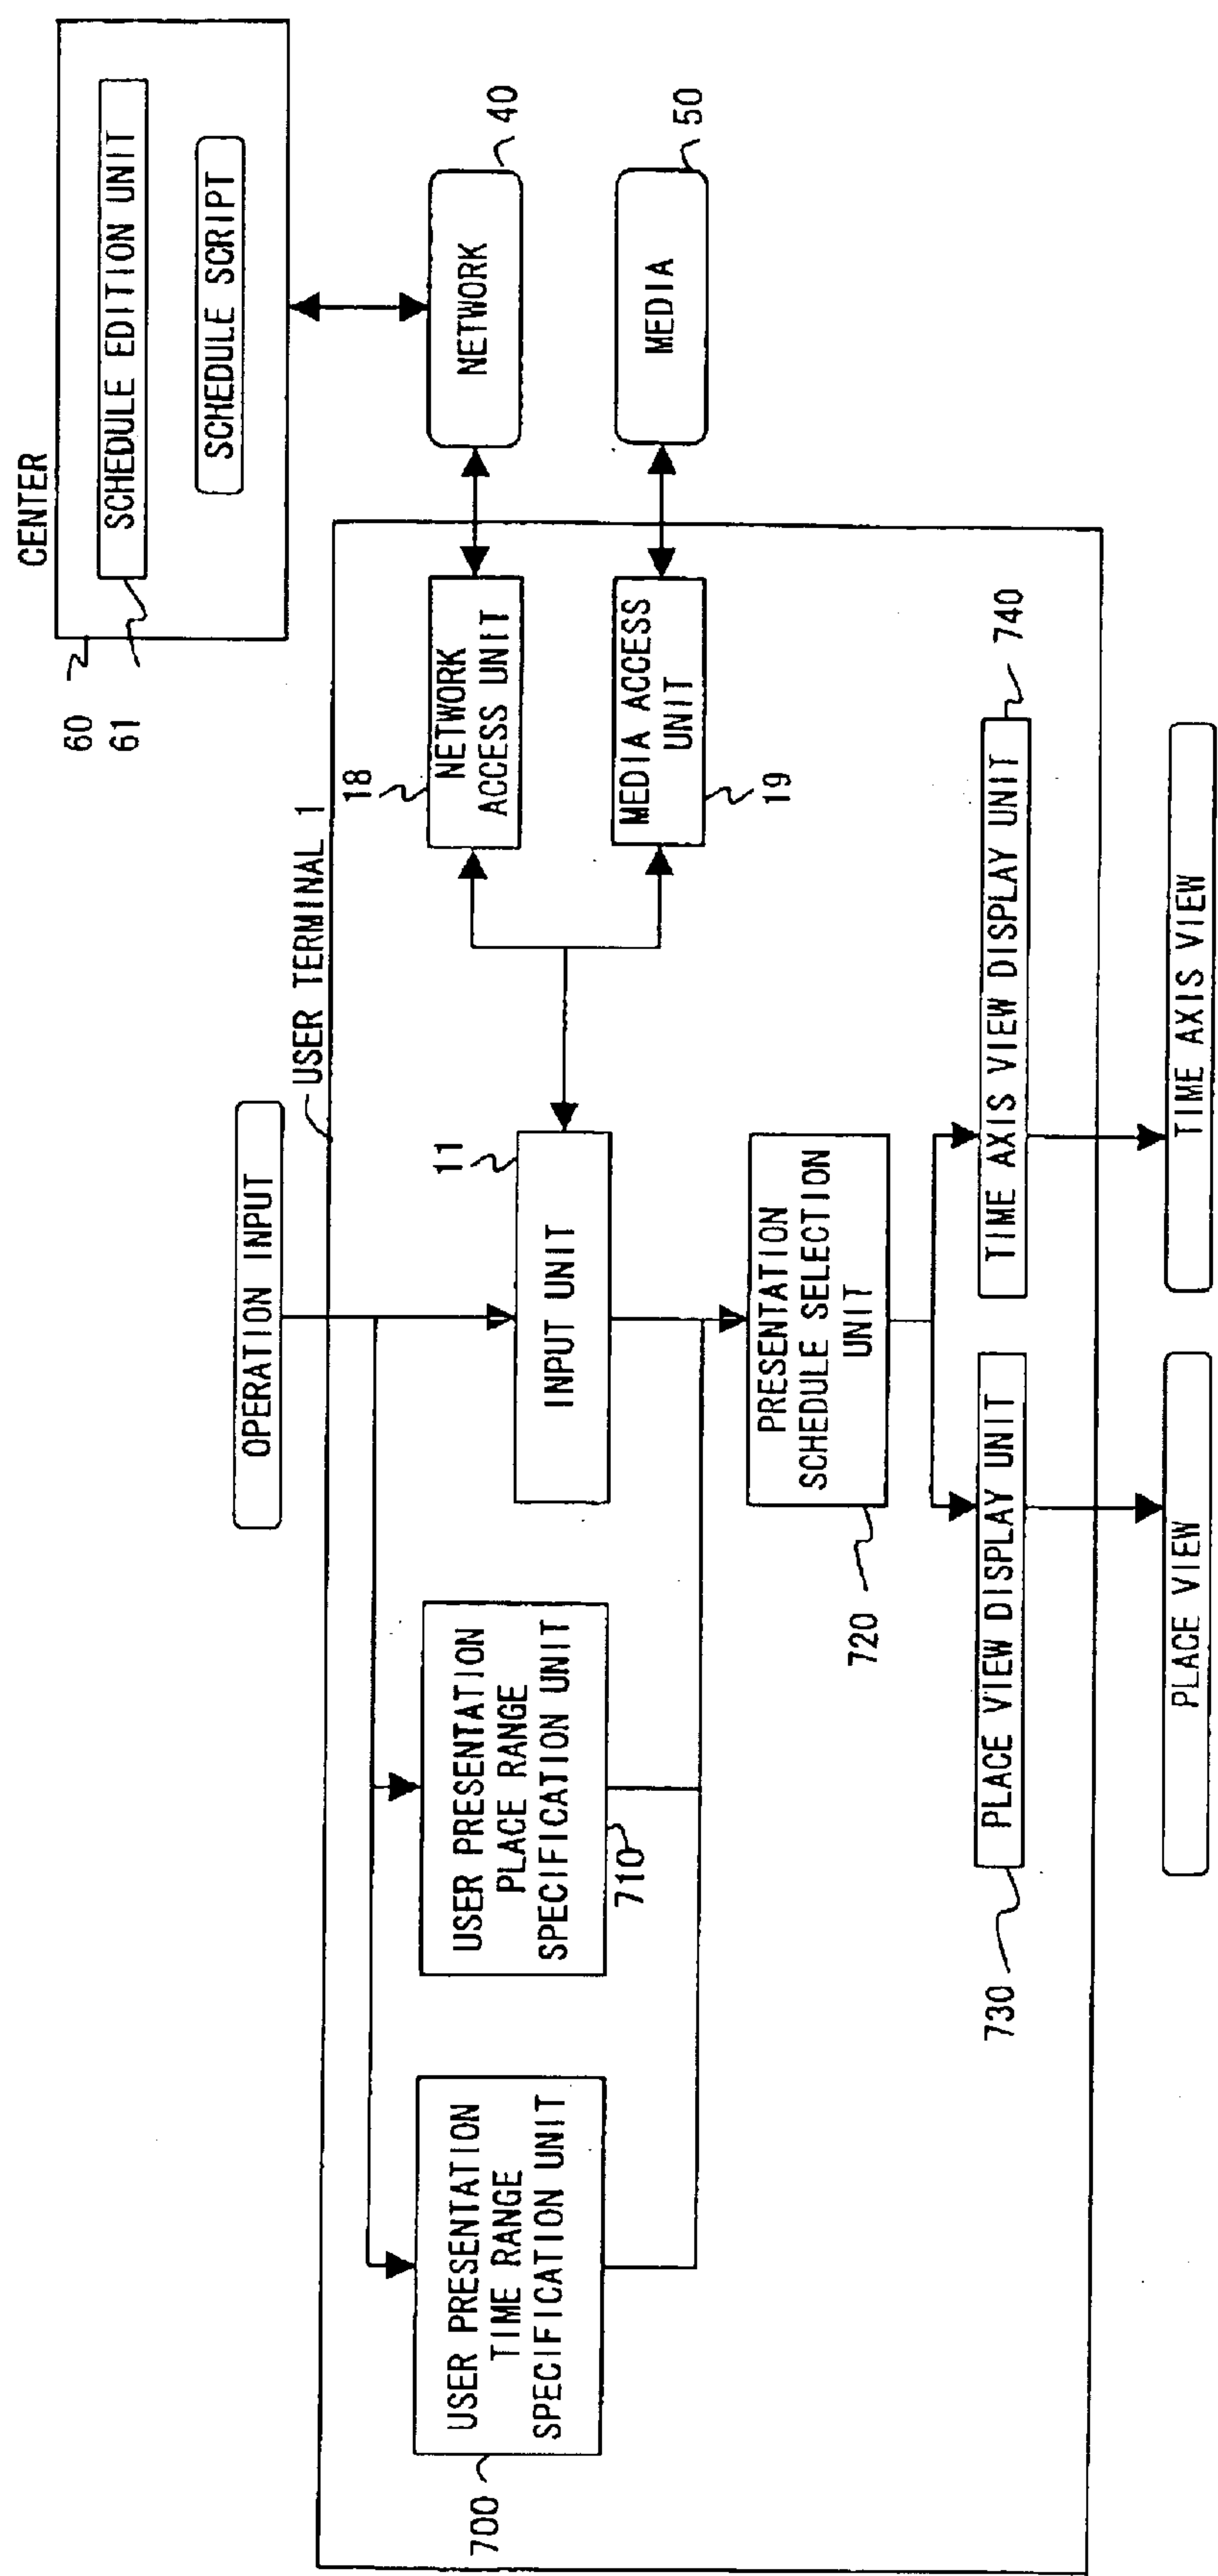 CENTER
60
61
SCHEDULE EDITION UNIT
SCHEDULE SCRIPT
OPERATION INPUT
USER TERMINAL 1
18
NETWORK
ACCESS UNIT
NETWORK
40
700
USER PRESENTATION
TIME RANGE
SPECIFICATION UNIT
USER PRESENTATION
PLACE RANGE
SPECIFICATION UNIT
710
11
INPUT UNIT
MEDIA ACCESS
UNIT
19
MEDIA
50
720
PRESENTATION
SCHEDULE SELECTION
UNIT
730
PLACE VIEW DISPLAY UNIT
TIME AXIS VIEW DISPLAY UNIT
740
PLACE VIEW
TIME AXIS VIEW